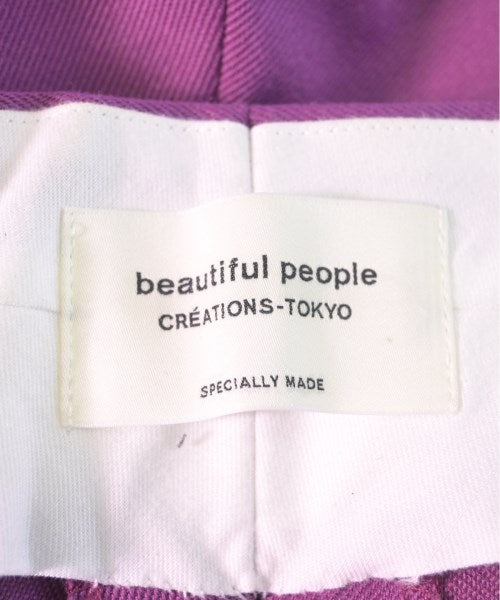 beautiful people
CRÉATIONS-TOKYO
SPECIALLY MADE